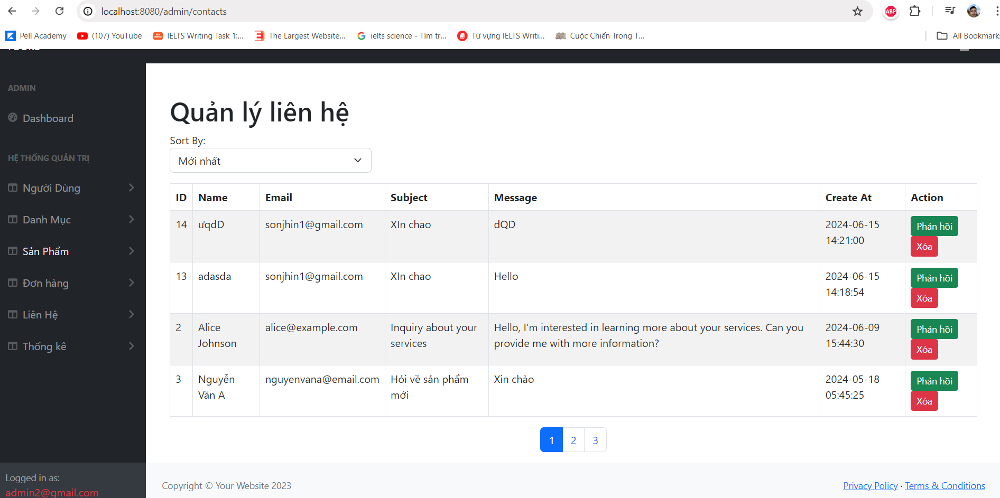 localhost:8080/admin/contacts
ABP
Pell Academy
(107) YouTube
IELTS Writing Task 1:...
The Largest Website...
ielts science - Tìm tr...
Từ vựng IELTS Writi...
Cuộc Chiến Trong T...
All Bookmarks
ADMIN
Dashboard
HỆ THỐNG QUẢN TRỊ
Người Dùng
Danh Mục
Sản Phẩm
Đơn hàng
Liên Hệ
Thống kê
Logged in as:
admin2@gmail.com
Quản lý liên hệ
Sort By:
Mới nhất
ID Name Email Subject Message Create At Action
14 ưqdD sonjhin1@gmail.com XIn chao dQD 2024-06-15 Phản hồi
14:21:00 Xóa
13 adasda sonjhin1@gmail.com XIn chao Hello 2024-06-15 Phản hồi
14:18:54 Xóa
2 Alice alice@example.com Inquiry about your Hello, I'm interested in learning more about your services. Can you 2024-06-09 Phản hồi
Johnson services provide me with more information? 15:44:30 Xóa
3 Nguyễn nguyenvana@email.com Hỏi về sản phẩm Xin chào 2024-05-18 Phản hồi
Văn A mới 05:45:25 Xóa
1 2 3
Copyright © Your Website 2023
Privacy Policy · Terms & Conditions